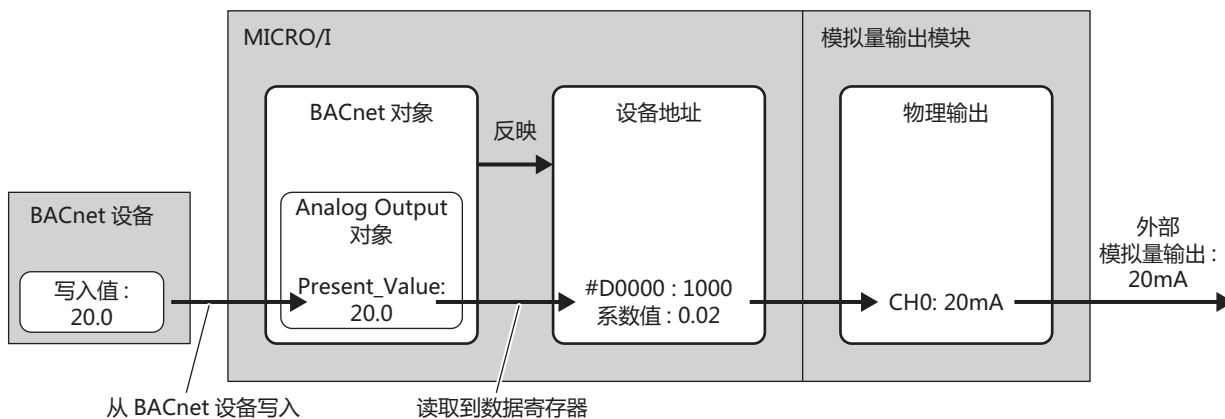 MICRO/I
模拟量输出模块
BACnet 对象
设备地址
物理输出
反映
BACnet 设备
Analog Output
对象
外部
模拟量输出 :
20mA
写入值 :
20.0
Present_Value:
20.0
#D0000 : 1000
系数值 : 0.02
CH0: 20mA
从 BACnet 设备写入
读取到数据寄存器